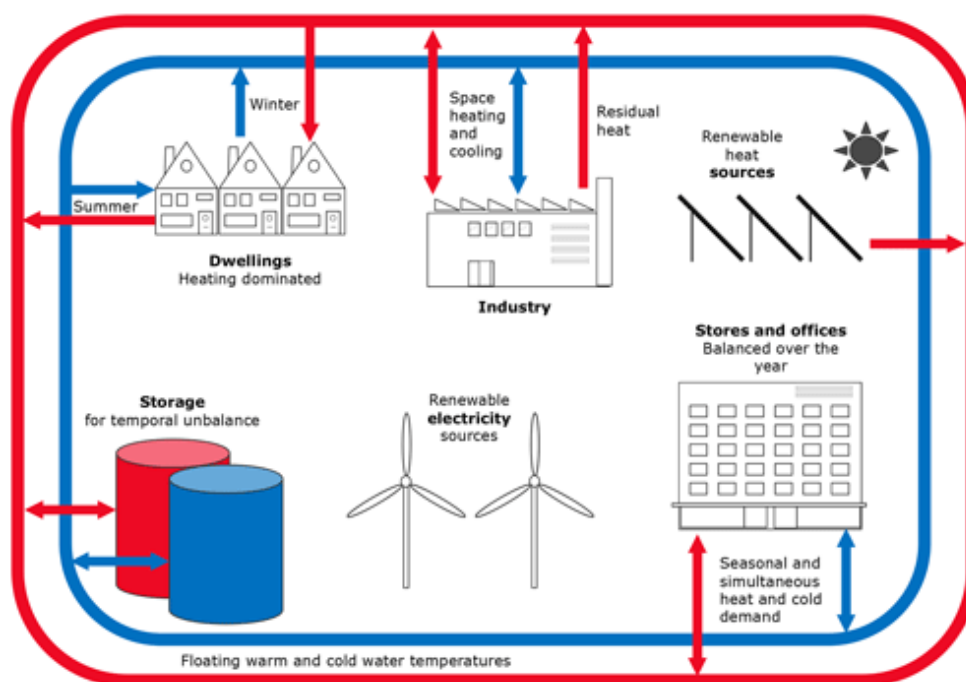 Winter
Summer
Dwellings
Heating dominated
Space
heating
and
cooling
Residual
heat
Industry
Renewable
heat
sources
Stores and offices
Balanced over the
year
Storage
for temporal unbalance
Renewable
electricity
sources
Seasonal and
simultaneous
heat and cold
demand
Floating warm and cold water temperatures